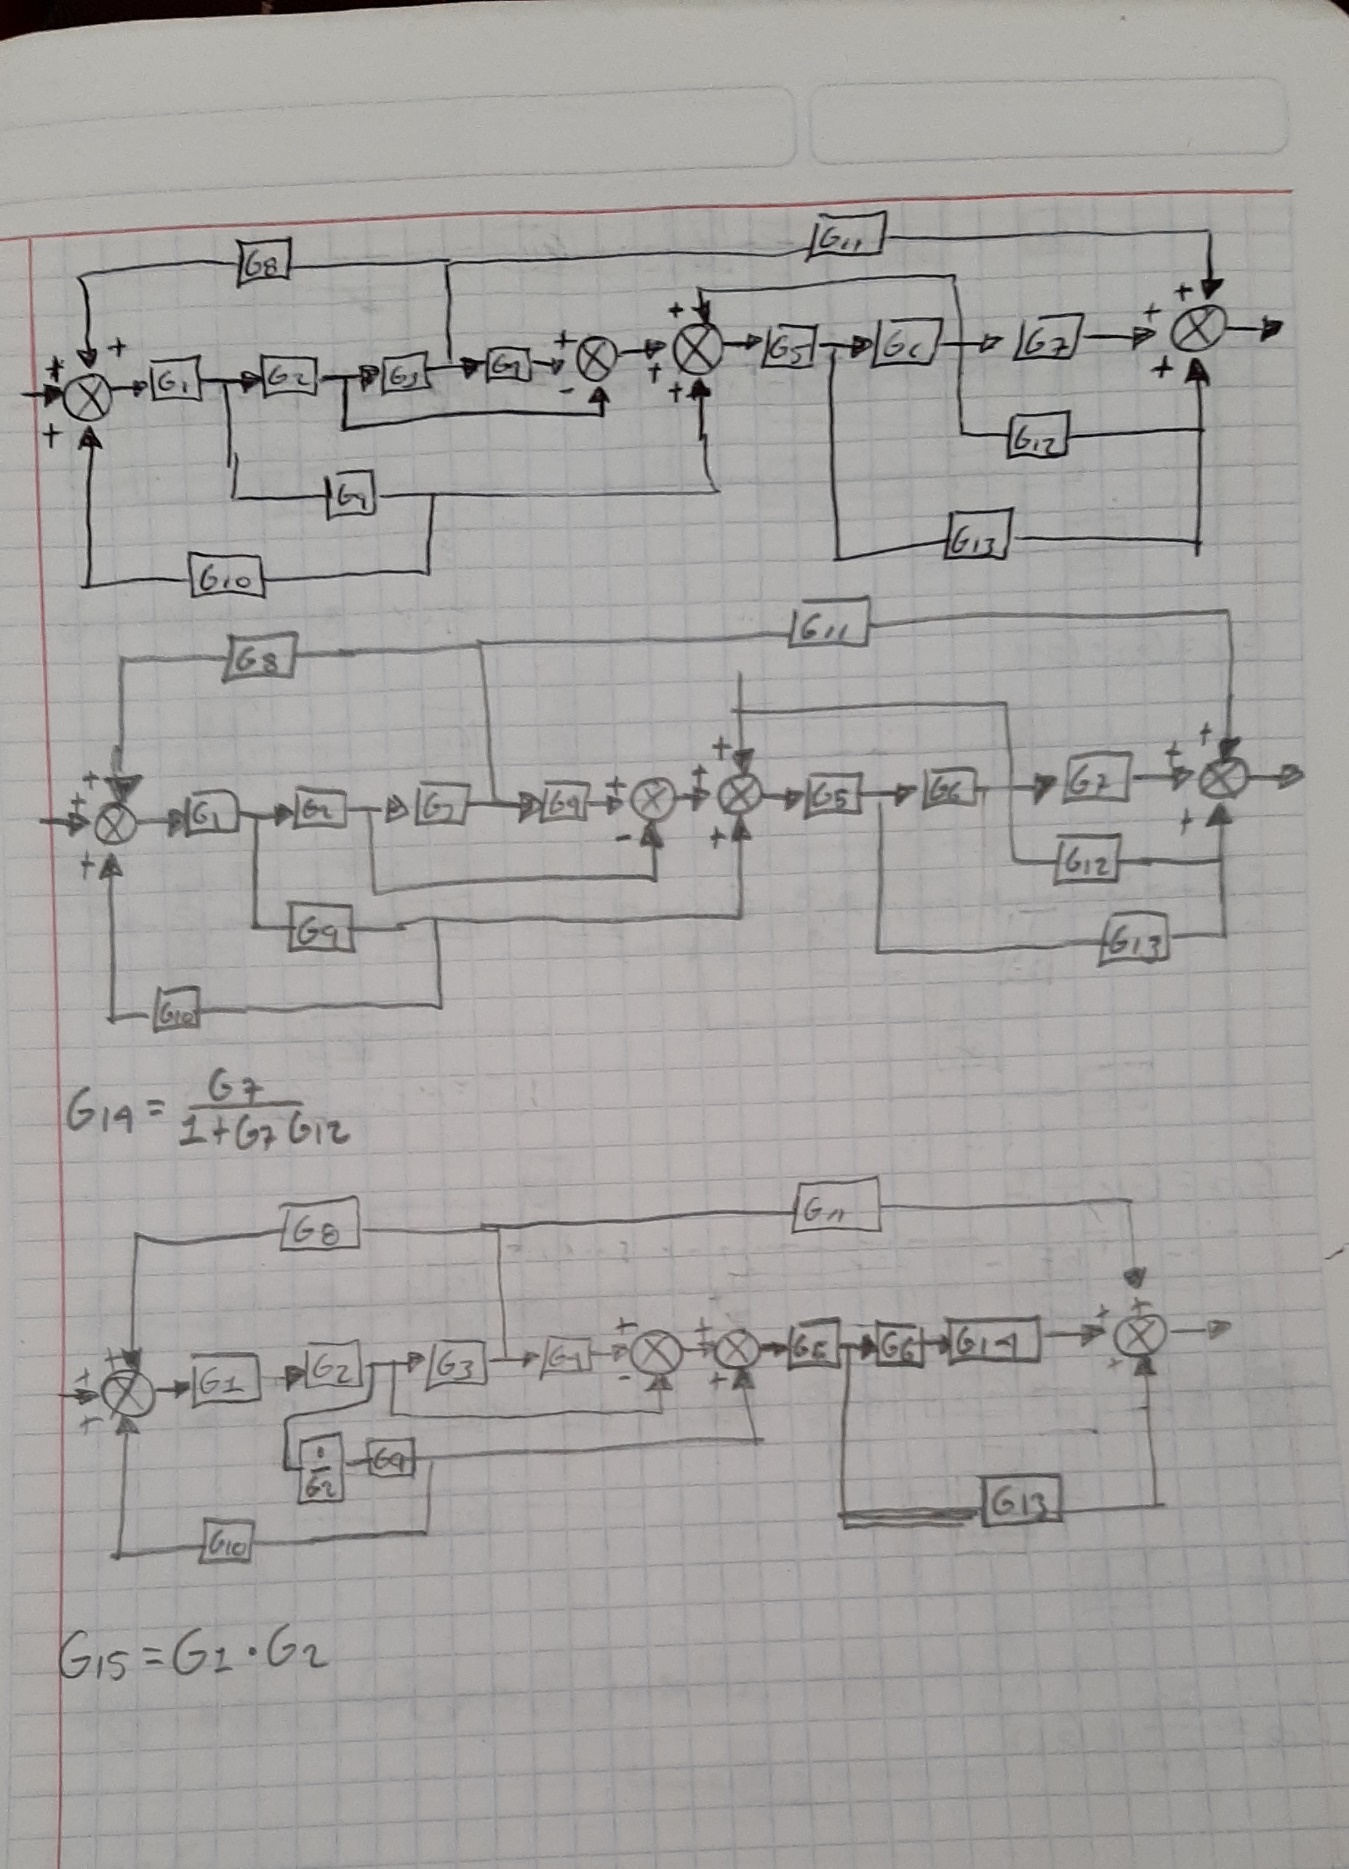 G8 G11
+ + + + +
+ G1 G2 G3 G4 + + G5 G6 G7 +
+ - + +
G12
G9
G13
G10
G11
G8
+ + +
+ G1 G2 G3 G4 + + G5 G6 G7 +
+ - + +
G12
G9 G13
G10
G14 = G7 / 1+G7 G12
G8 G11
+ + + + +
+ G1 G2 G3 G4 G5 G6 G14
+ - + +
1/G2 G9
G13
G10
G15 = G1 · G2